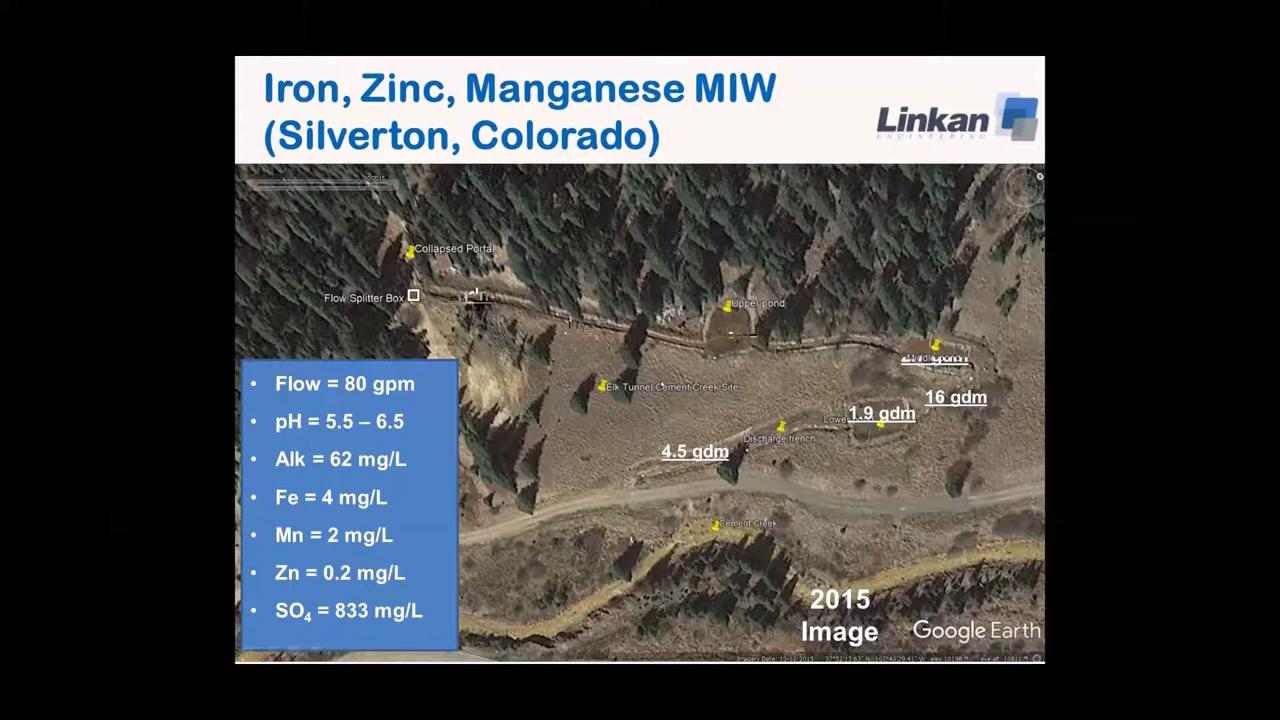 Iron, Zinc, Manganese MIW
(Silverton, Colorado)
Linkan
ENGINEERING
Collapsed Portal
Flow Splitter Box
Upper pond
Elk Tunnel Cement Creek Site
16 gdm
1.9 gdm
Lower
Discharge trench
4.5 gdm
Cement Creek
• Flow = 80 gpm
• pH = 5.5 – 6.5
• Alk = 62 mg/L
• Fe = 4 mg/L
• Mn = 2 mg/L
• Zn = 0.2 mg/L
• SO₄ = 833 mg/L
2015
Image
Google Earth